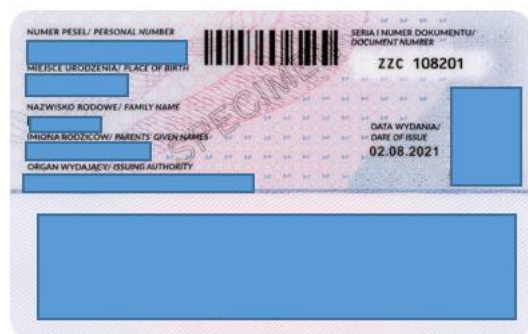 NUMER PESEL/ PERSONAL NUMBER
SERIA I NUMER DOKUMENTU/
DOCUMENT NUMBER
ZZC 108201
MIEJSCE URODZENIA/ PLACE OF BIRTH
SPECIMEN
NAZWISKO RODOWE/ FAMILY NAME
IMIONA RODZICÓW/ PARENTS' GIVEN NAMES
DATA WYDANIA/
DATE OF ISSUE
02.08.2021
ORGAN WYDAJĄCY/ ISSUING AUTHORITY